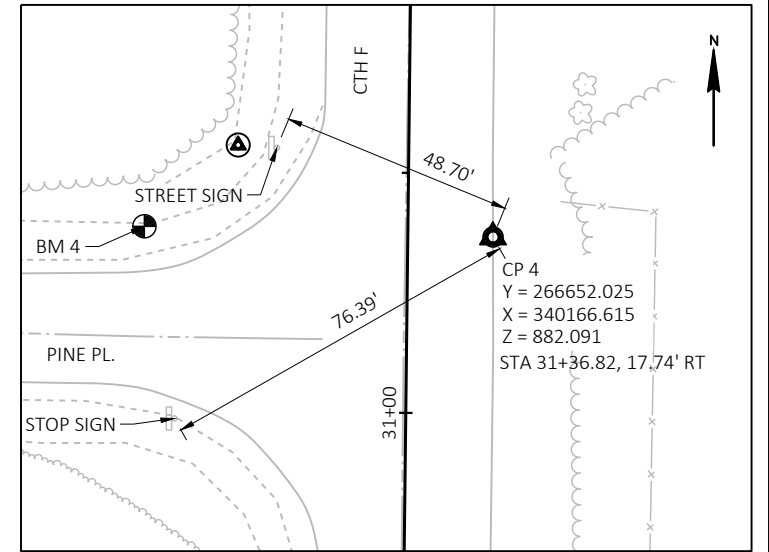 CTH F
N
48.70'
STREET SIGN
BM 4
CP 4
Y = 266652.025
X = 340166.615
Z = 882.091
STA 31+36.82, 17.74' RT
76.39'
PINE PL.
31+00
STOP SIGN